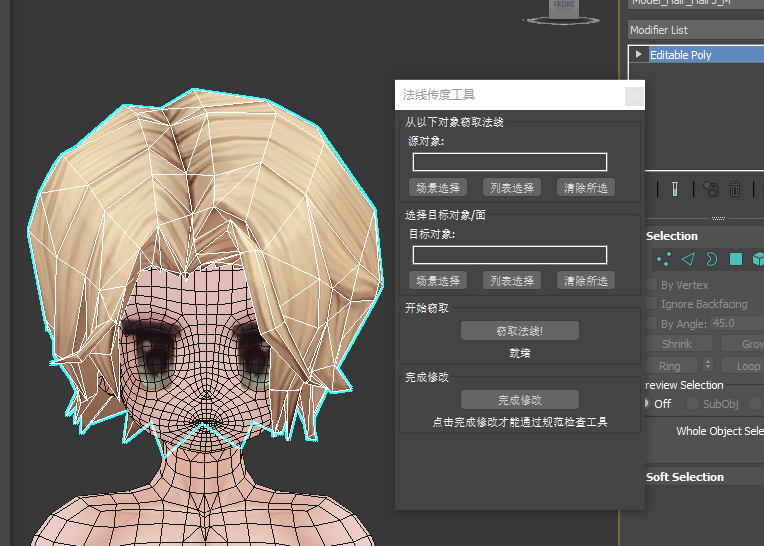 FRONT
Model_Hair_Hair5_M
Modifier List
Editable Poly
法线传度工具
从以下对象窃取法线
源对象:
场景选择 列表选择 清除所选
选择目标对象/面
目标对象:
场景选择 列表选择 清除所选
开始窃取
窃取法线!
就绪
完成修改
完成修改
点击完成修改才能通过规范检查工具
Selection
By Vertex
Ignore Backfacing
By Angle: 45.0
Shrink Grow
Ring Loop
review Selection
Off SubObj
Whole Object Sele
Soft Selection